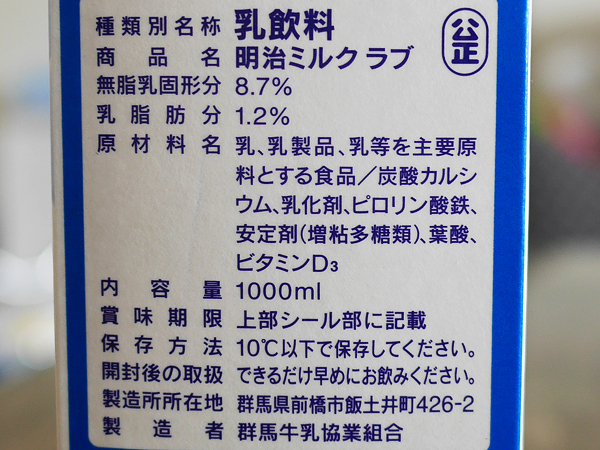 種類別名称 乳飲料
公正
商品名 明治ミルクラブ
無脂乳固形分 8.7%
乳脂肪分 1.2%
原材料名 乳、乳製品、乳等を主要原
料とする食品／炭酸カルシ
ウム、乳化剤、ピロリン酸鉄、
安定剤(増粘多糖類)、葉酸、
ビタミンD3
内容量 1000ml
賞味期限 上部シール部に記載
保存方法 10℃以下で保存してください。
開封後の取扱 できるだけ早めにお飲みください。
製造所所在地 群馬県前橋市飯土井町426-2
製造者 群馬牛乳協業組合